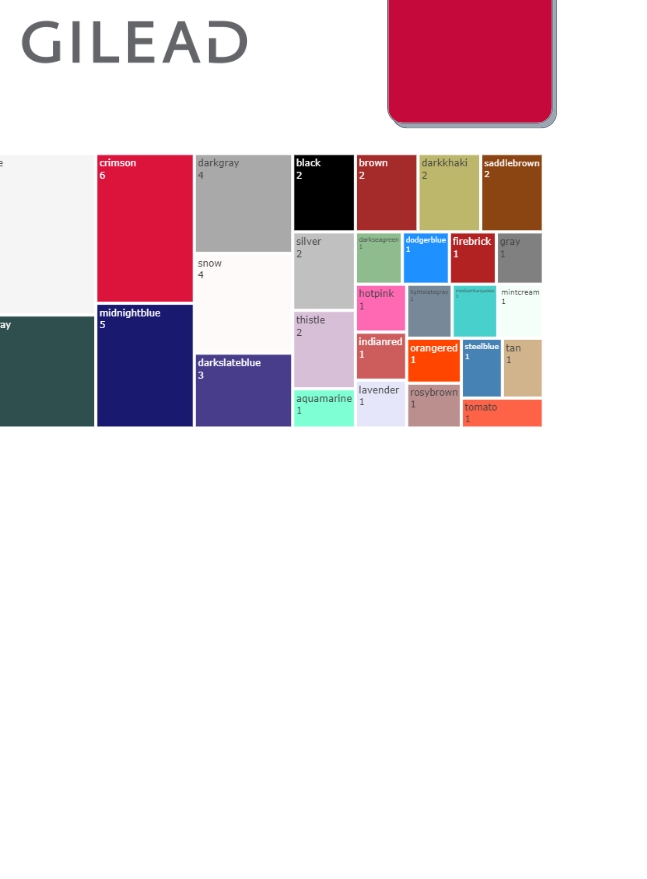 GILEAD
e
crimson
6
darkgray
4
black
2
brown
2
darkkhaki
2
saddlebrown
2
silver
2
darkseagreen
1
dodgerblue
1
firebrick
1
gray
1
snow
4
hotpink
1
lightslategray
1
mediumturquoise
1
mintcream
1
ay
midnightblue
5
thistle
2
indianred
1
orangered
1
steelblue
1
tan
1
darkslateblue
3
aquamarine
1
lavender
1
rosybrown
1
tomato
1